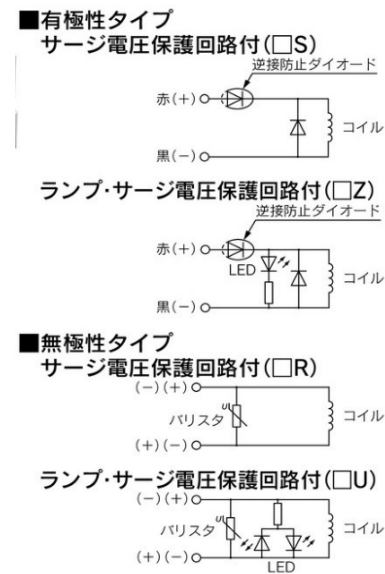 ■有極性タイプ
サージ電圧保護回路付(□S)
逆接防止ダイオード
赤(+)
コイル
黒(−)
ランプ･サージ電圧保護回路付(□Z)
逆接防止ダイオード
赤(+)
LED
コイル
黒(−)
■無極性タイプ
サージ電圧保護回路付(□R)
(−)(+)
バリスタ
U
コイル
(+)(−)
ランプ･サージ電圧保護回路付(□U)
(−)(+)
バリスタ
U
コイル
(+)(−)
LED